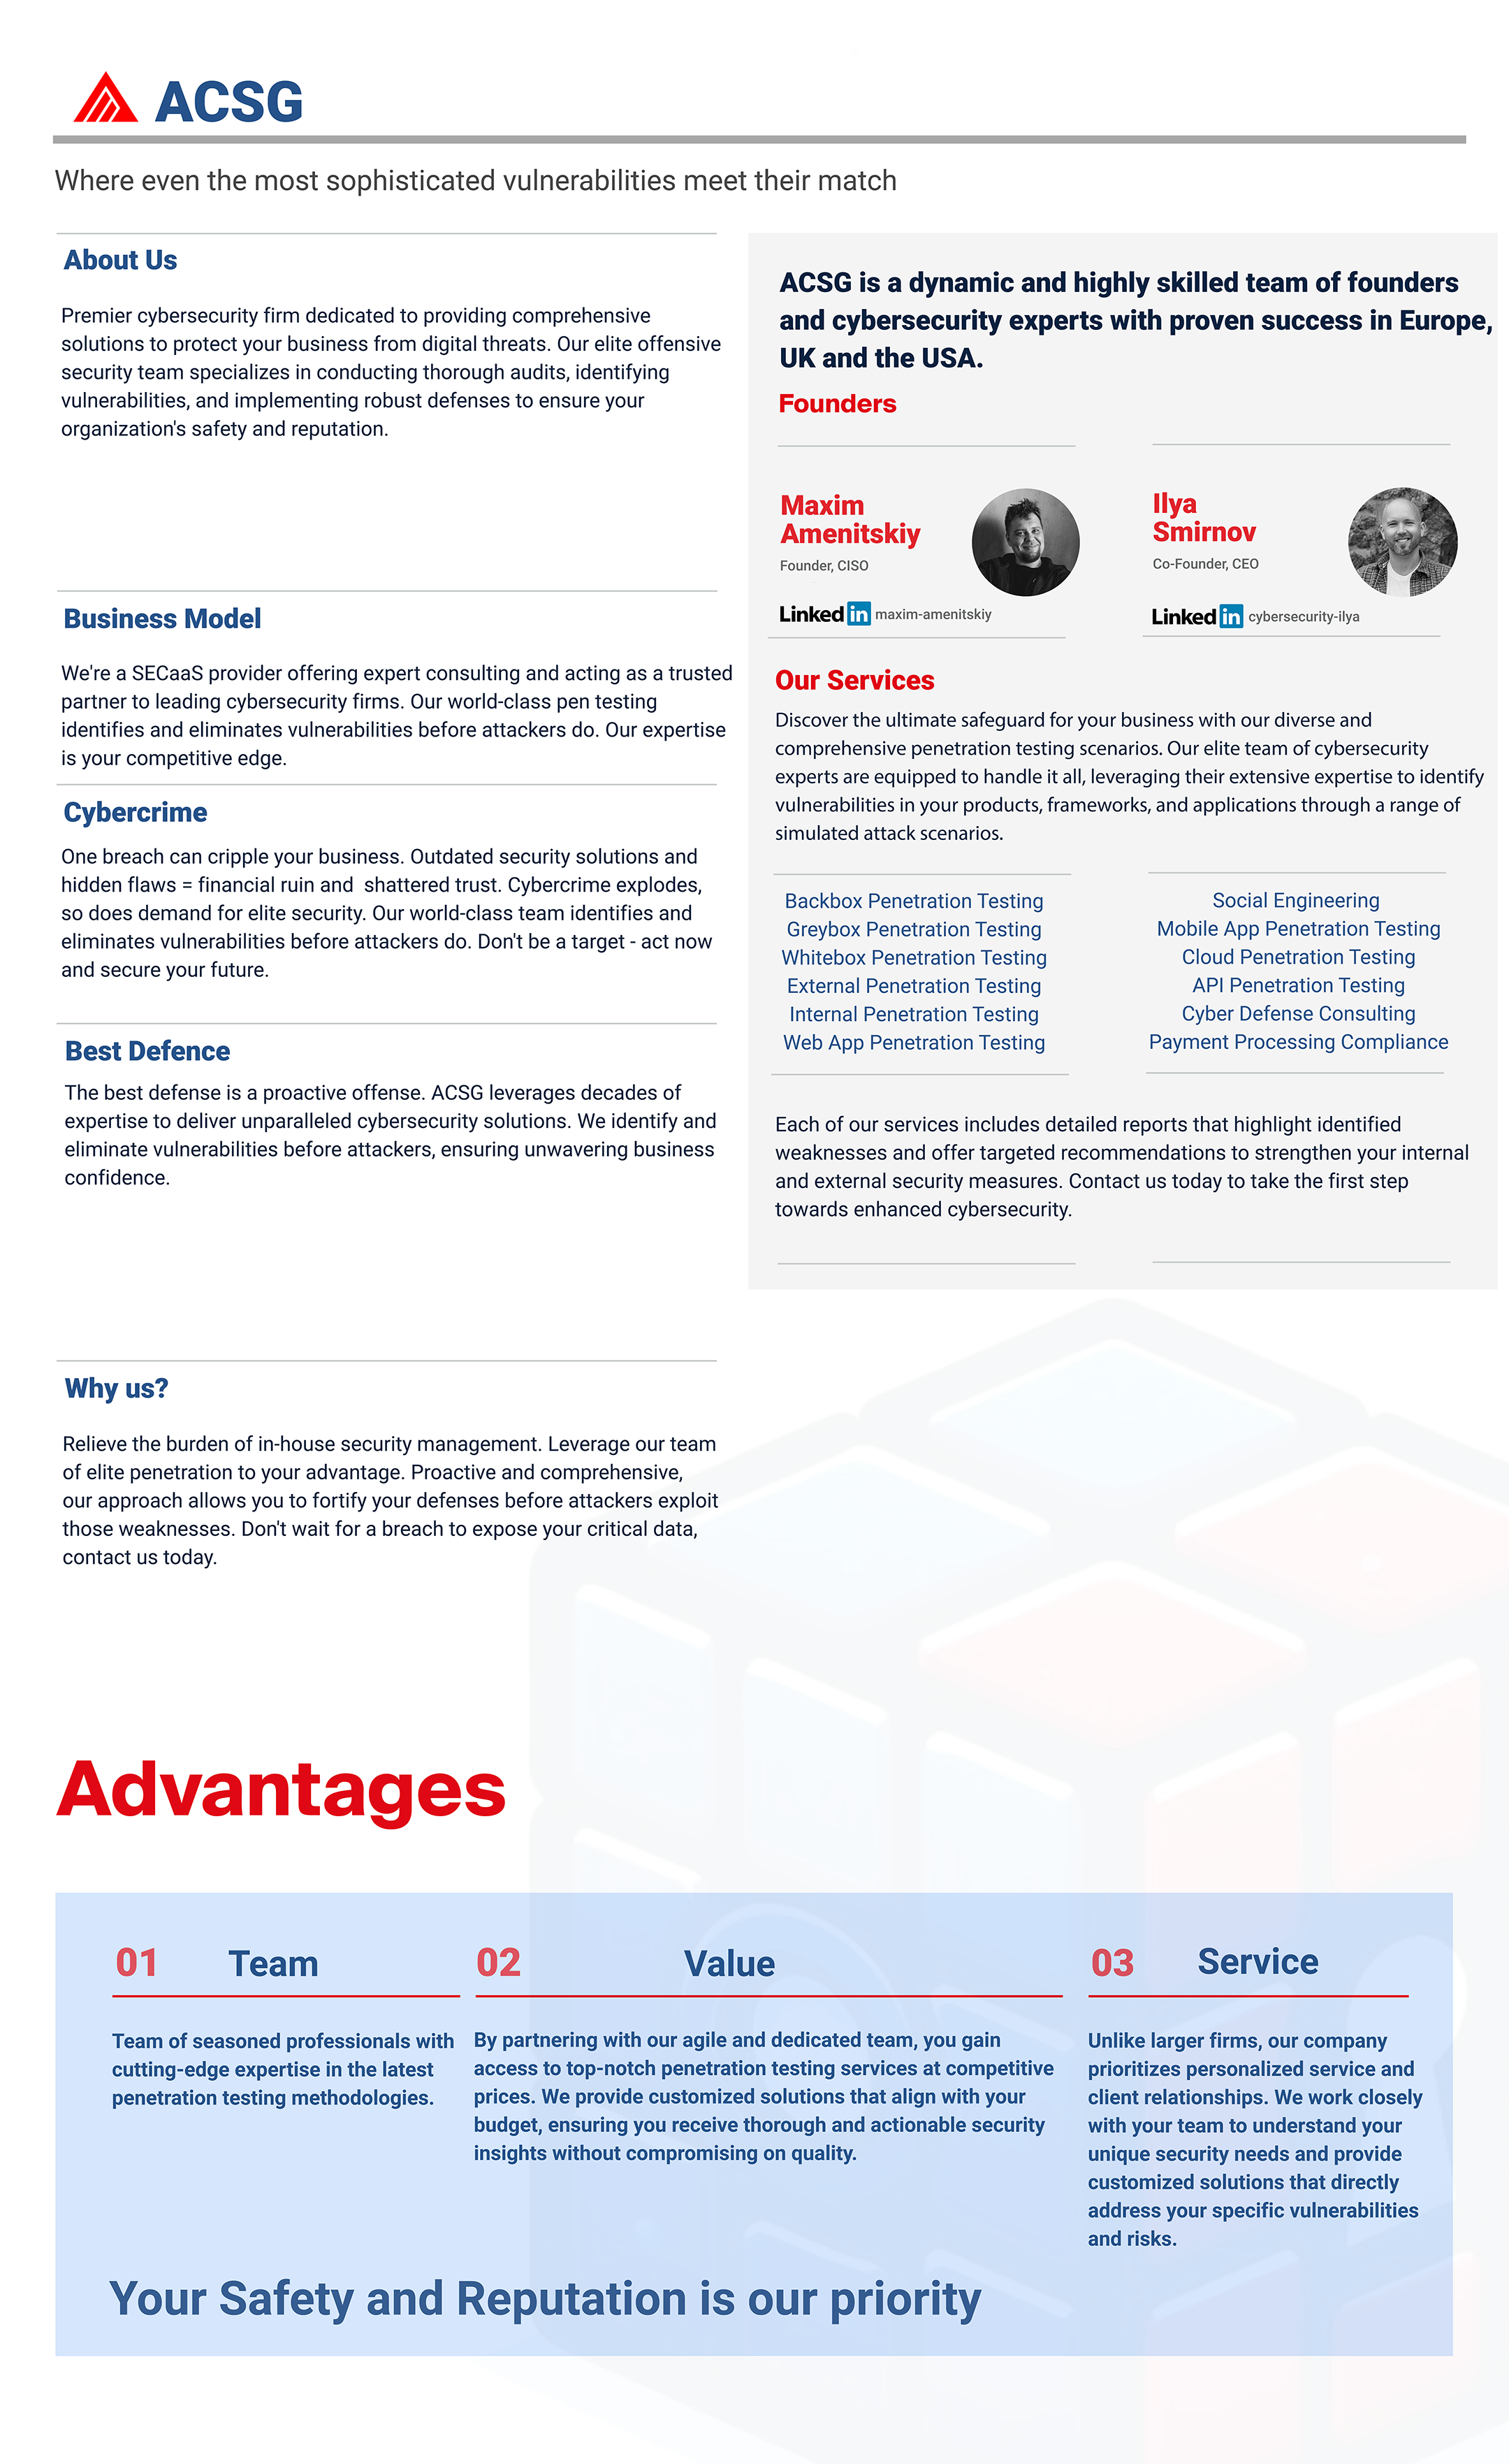 ACSG
Where even the most sophisticated vulnerabilities meet their match
About Us
Premier cybersecurity firm dedicated to providing comprehensive
solutions to protect your business from digital threats. Our elite offensive
security team specializes in conducting thorough audits, identifying
vulnerabilities, and implementing robust defenses to ensure your
organization's safety and reputation.
Business Model
We're a SECaaS provider offering expert consulting and acting as a trusted
partner to leading cybersecurity firms. Our world-class pen testing
identifies and eliminates vulnerabilities before attackers do. Our expertise
is your competitive edge.
Cybercrime
One breach can cripple your business. Outdated security solutions and
hidden flaws = financial ruin and  shattered trust. Cybercrime explodes,
so does demand for elite security. Our world-class team identifies and
eliminates vulnerabilities before attackers do. Don't be a target - act now
and secure your future.
Best Defence
The best defense is a proactive offense. ACSG leverages decades of
expertise to deliver unparalleled cybersecurity solutions. We identify and
eliminate vulnerabilities before attackers, ensuring unwavering business
confidence.
Why us?
Relieve the burden of in-house security management. Leverage our team
of elite penetration to your advantage. Proactive and comprehensive,
our approach allows you to fortify your defenses before attackers exploit
those weaknesses. Don't wait for a breach to expose your critical data,
contact us today.
ACSG is a dynamic and highly skilled team of founders
and cybersecurity experts with proven success in Europe,
UK and the USA.
Founders
Maxim
Amenitskiy
Founder, CISO
Linked in maxim-amenitskiy
Ilya
Smirnov
Co-Founder, CEO
Linked in cybersecurity-ilya
Our Services
Discover the ultimate safeguard for your business with our diverse and
comprehensive penetration testing scenarios. Our elite team of cybersecurity
experts are equipped to handle it all, leveraging their extensive expertise to identify
vulnerabilities in your products, frameworks, and applications through a range of
simulated attack scenarios.
Backbox Penetration Testing
Greybox Penetration Testing
Whitebox Penetration Testing
External Penetration Testing
Internal Penetration Testing
Web App Penetration Testing
Social Engineering
Mobile App Penetration Testing
Cloud Penetration Testing
API Penetration Testing
Cyber Defense Consulting
Payment Processing Compliance
Each of our services includes detailed reports that highlight identified
weaknesses and offer targeted recommendations to strengthen your internal
and external security measures. Contact us today to take the first step
towards enhanced cybersecurity.
Advantages
01 Team
Team of seasoned professionals with
cutting-edge expertise in the latest
penetration testing methodologies.
02 Value
By partnering with our agile and dedicated team, you gain
access to top-notch penetration testing services at competitive
prices. We provide customized solutions that align with your
budget, ensuring you receive thorough and actionable security
insights without compromising on quality.
03 Service
Unlike larger firms, our company
prioritizes personalized service and
client relationships. We work closely
with your team to understand your
unique security needs and provide
customized solutions that directly
address your specific vulnerabilities
and risks.
Your Safety and Reputation is our priority